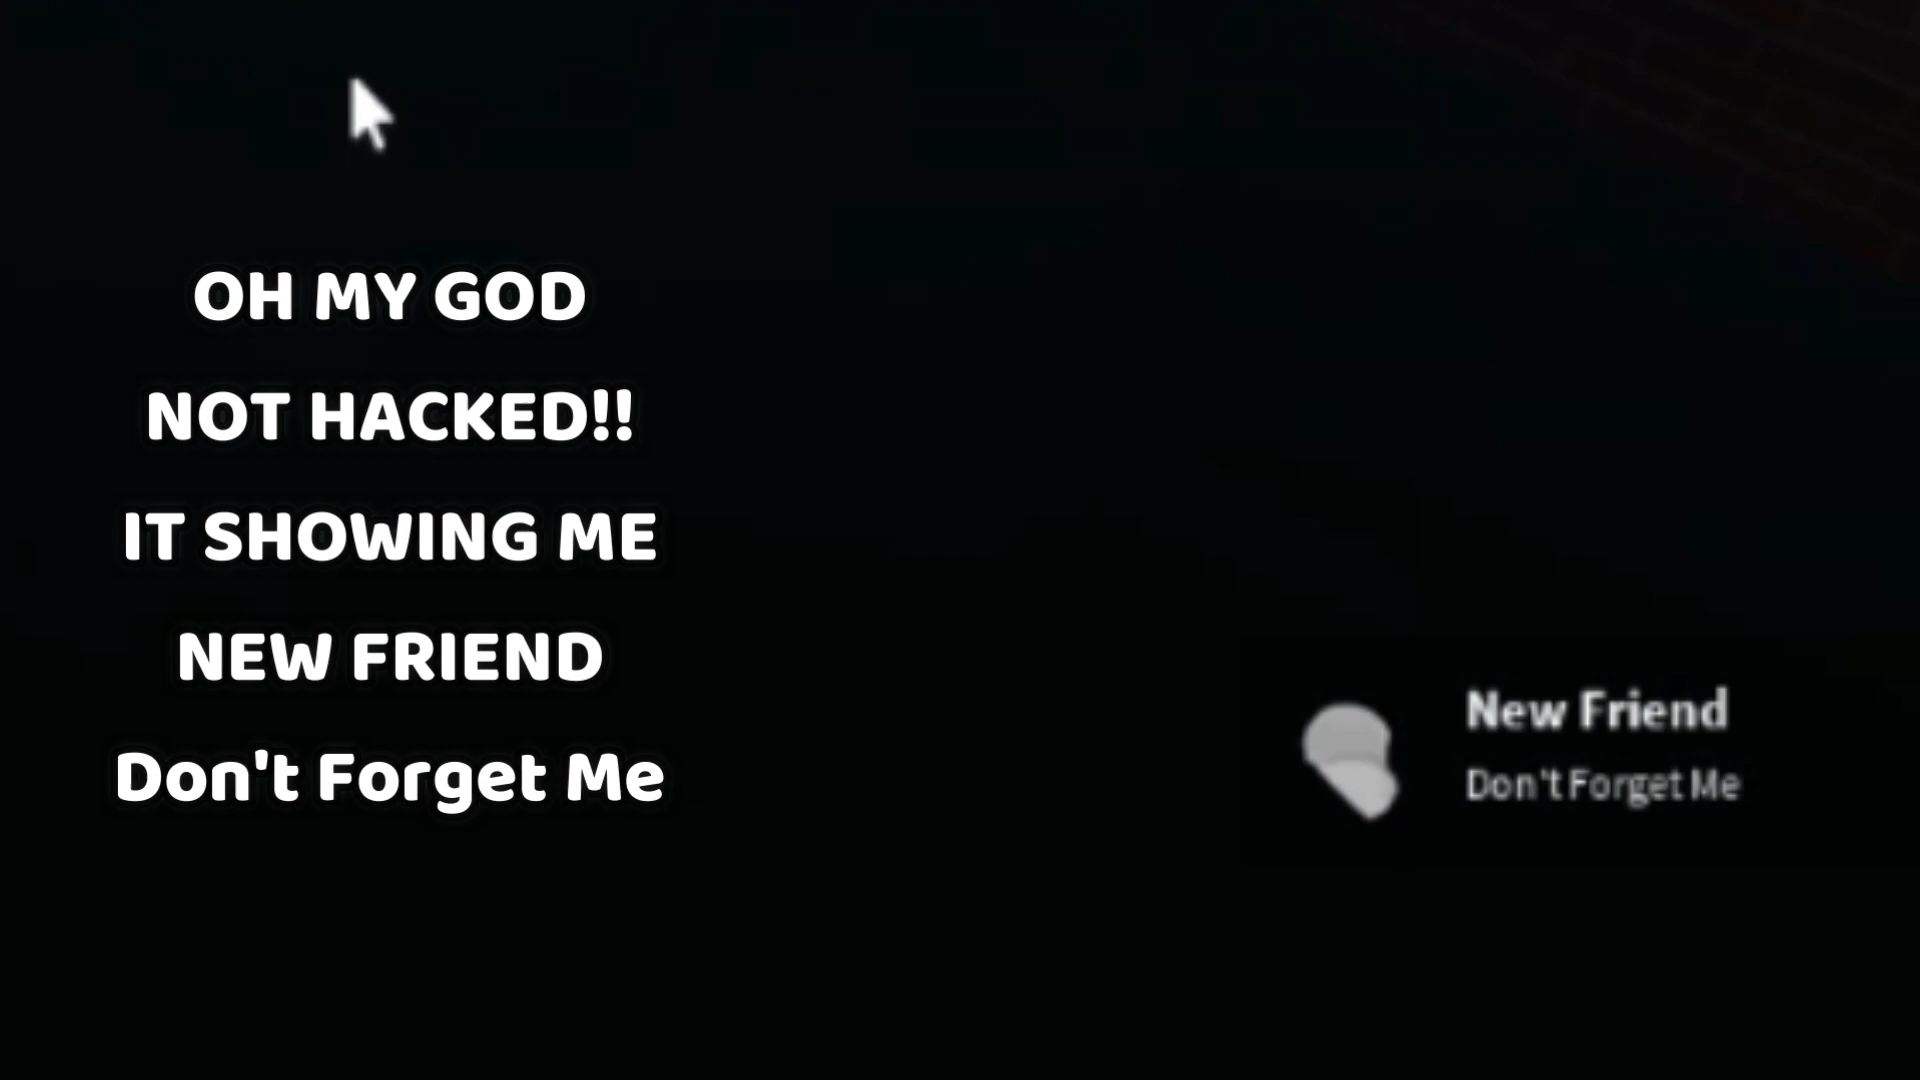 OH MY GOD
NOT HACKED!!
IT SHOWING ME
NEW FRIEND
Don't Forget Me
New Friend
Don't Forget Me